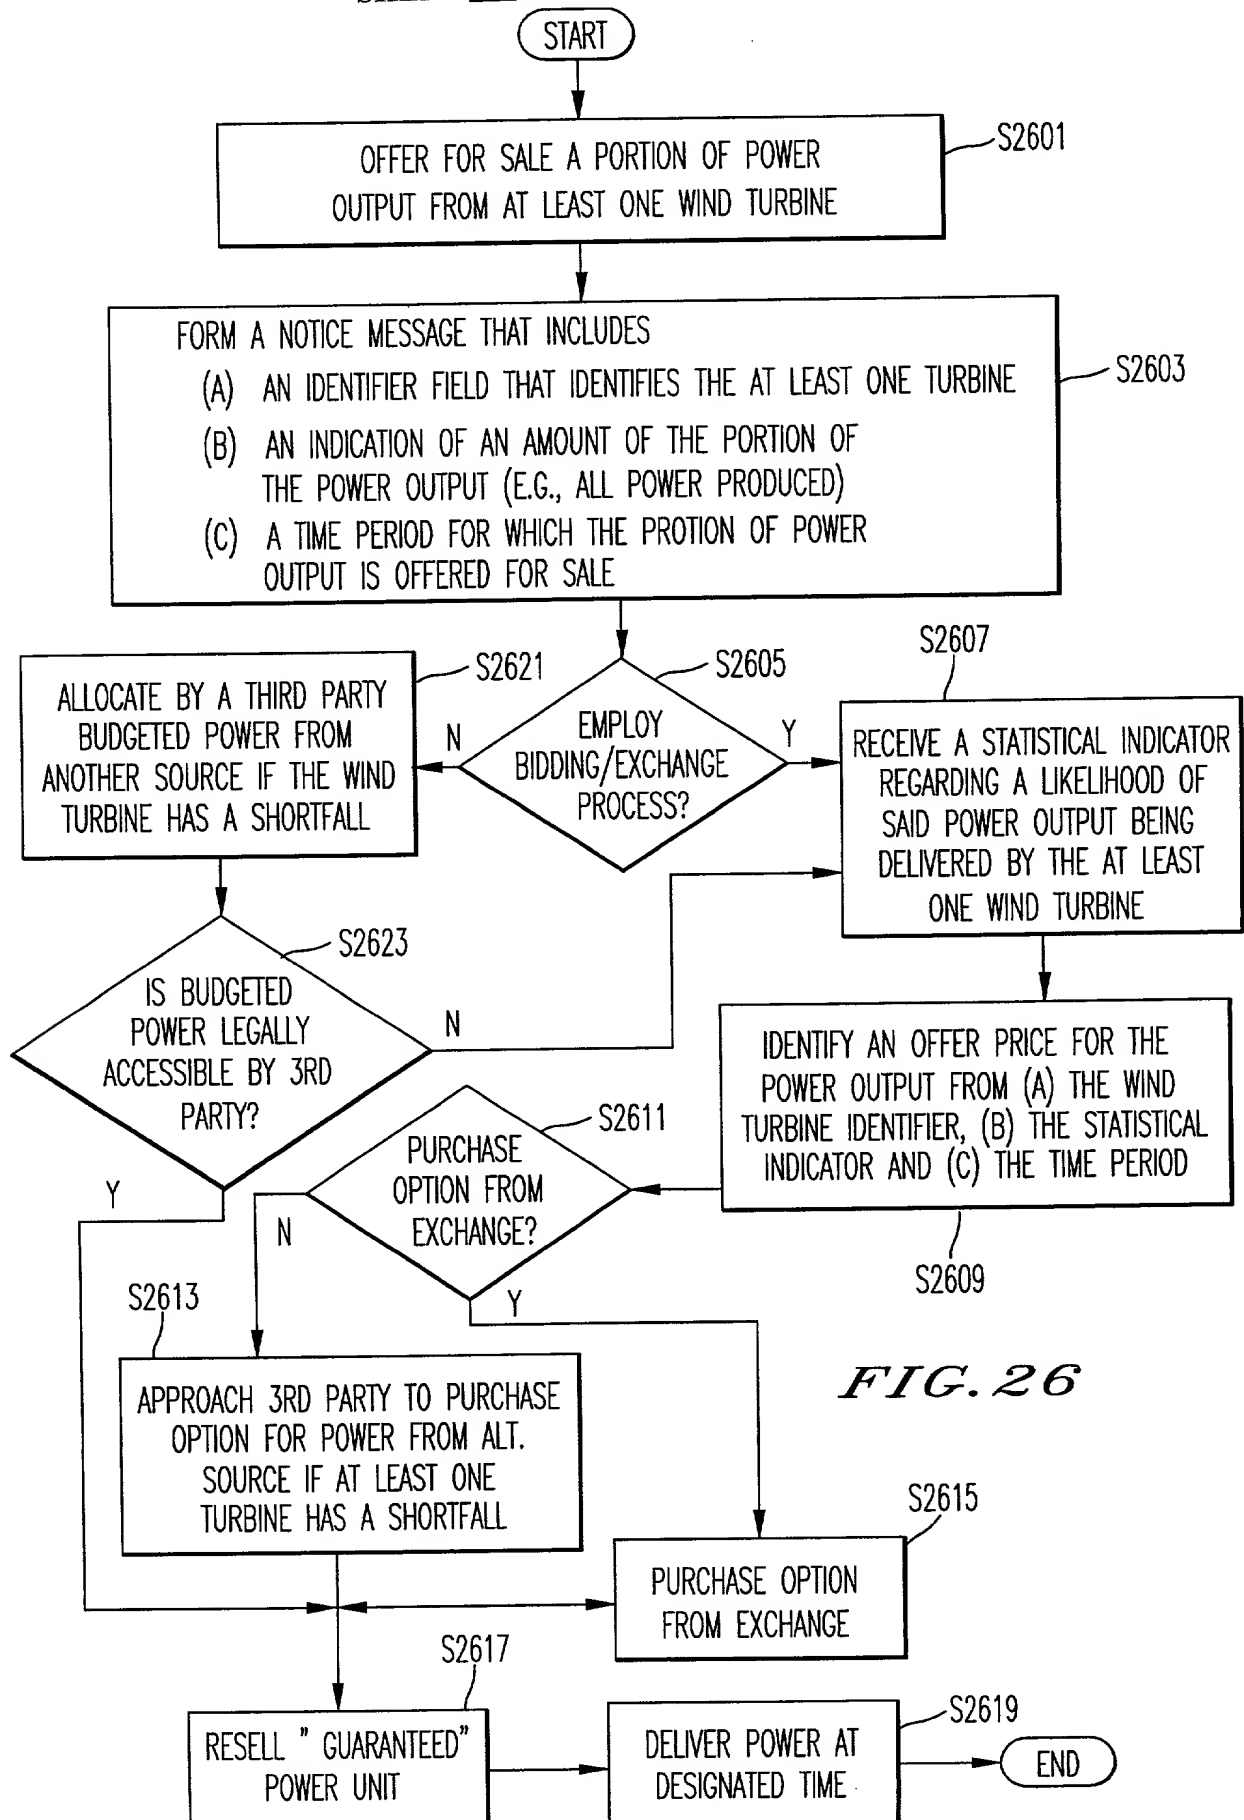 START
S2601
OFFER FOR SALE A PORTION OF POWER
OUTPUT FROM AT LEAST ONE WIND TURBINE
FORM A NOTICE MESSAGE THAT INCLUDES
(A) AN IDENTIFIER FIELD THAT IDENTIFIES THE AT LEAST ONE TURBINE
S2603
(B) AN INDICATION OF AN AMOUNT OF THE PORTION OF
THE POWER OUTPUT (E.G., ALL POWER PRODUCED)
(C) A TIME PERIOD FOR WHICH THE PROTION OF POWER
OUTPUT IS OFFERED FOR SALE
S2621
ALLOCATE BY A THIRD PARTY
BUDGETED POWER FROM
ANOTHER SOURCE IF THE WIND
TURBINE HAS A SHORTFALL
S2605
N
EMPLOY
BIDDING/EXCHANGE
PROCESS?
Y
S2607
RECEIVE A STATISTICAL INDICATOR
REGARDING A LIKELIHOOD OF
SAID POWER OUTPUT BEING
DELIVERED BY THE AT LEAST
ONE WIND TURBINE
S2623
IS BUDGETED
POWER LEGALLY
ACCESSIBLE BY 3RD
PARTY?
N
Y
IDENTIFY AN OFFER PRICE FOR THE
POWER OUTPUT FROM (A) THE WIND
TURBINE IDENTIFIER, (B) THE STATISTICAL
INDICATOR AND (C) THE TIME PERIOD
S2609
S2611
PURCHASE
OPTION FROM
EXCHANGE?
N
Y
S2613
APPROACH 3RD PARTY TO PURCHASE
OPTION FOR POWER FROM ALT.
SOURCE IF AT LEAST ONE
TURBINE HAS A SHORTFALL
FIG. 26
S2615
PURCHASE OPTION
FROM EXCHANGE
S2617
RESELL " GUARANTEED"
POWER UNIT
S2619
DELIVER POWER AT
DESIGNATED TIME
END